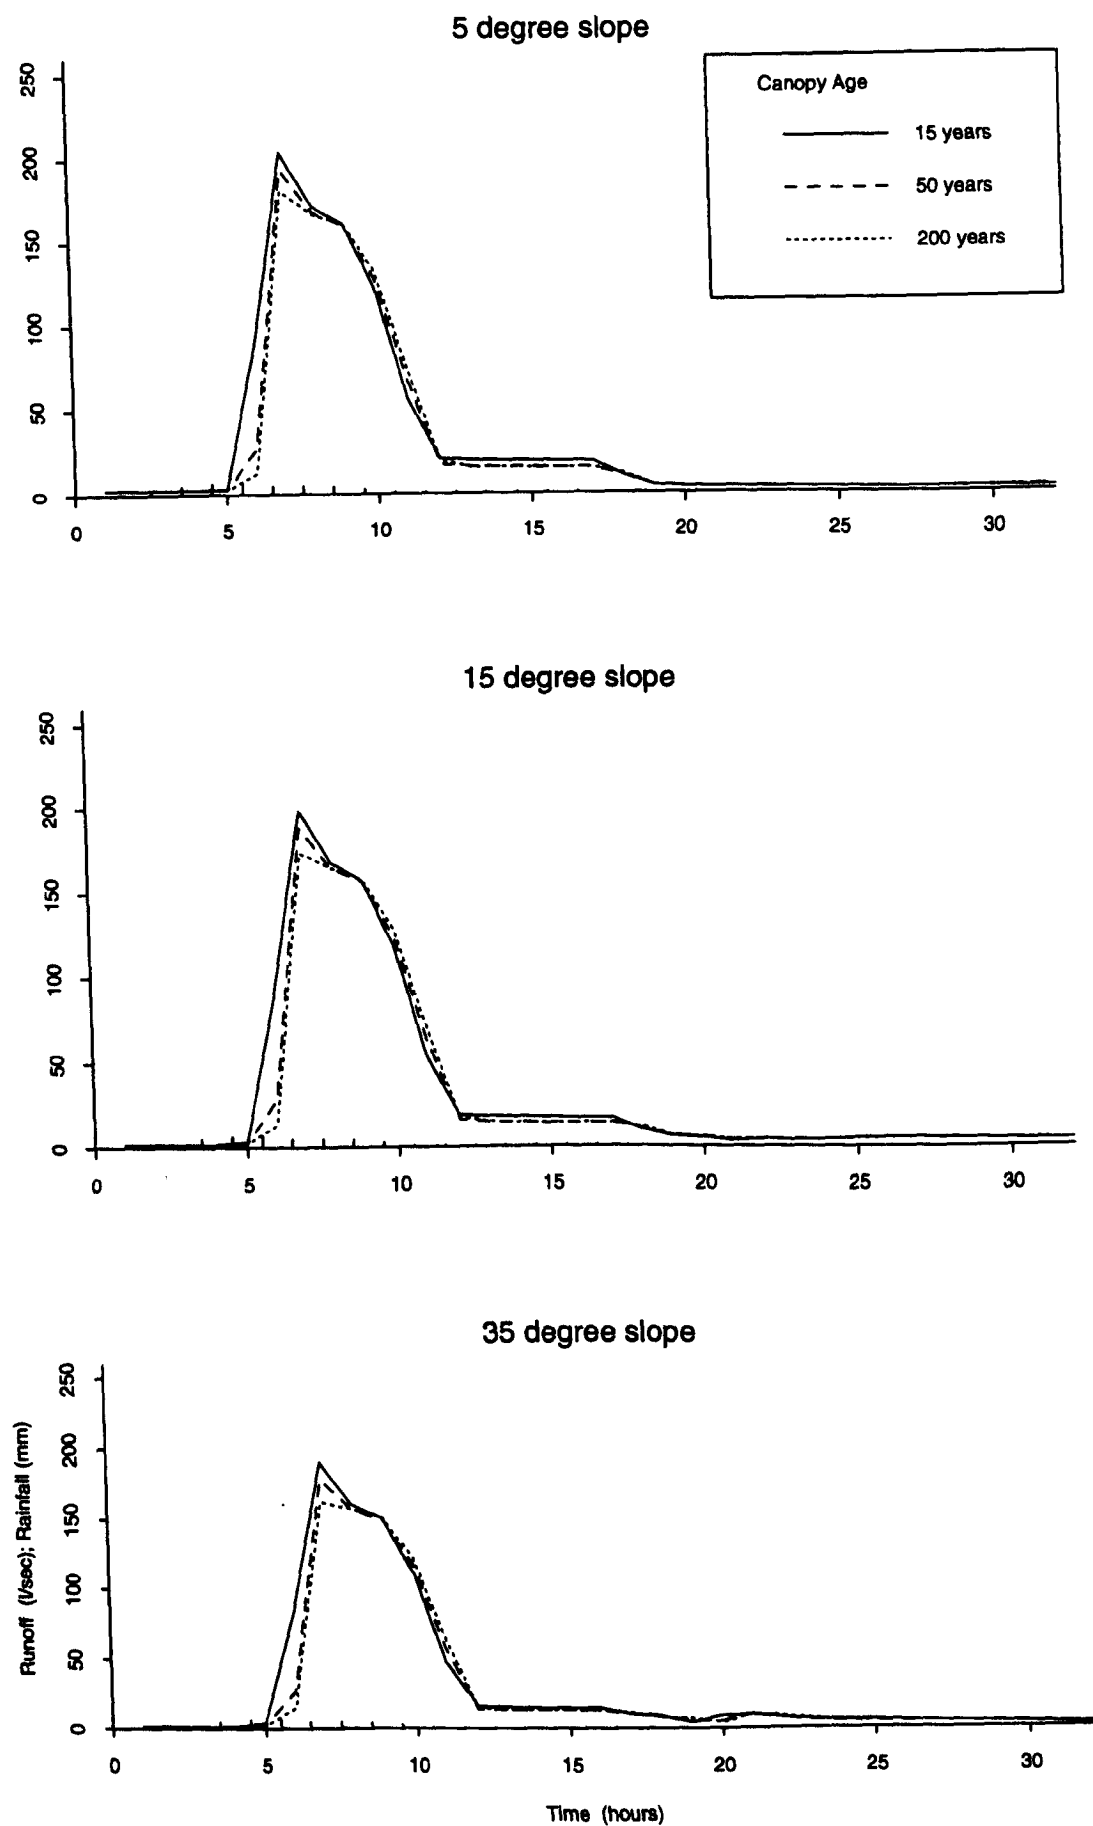 5 degree slope
Canopy Age
15 years
50 years
200 years
250
200
150
100
50
0
0 5 10 15 20 25 30
15 degree slope
250
200
150
100
50
0
0 5 10 15 20 25 30
35 degree slope
Runoff (l/sec); Rainfall (mm)
250
200
150
100
50
0
0 5 10 15 20 25 30
Time (hours)